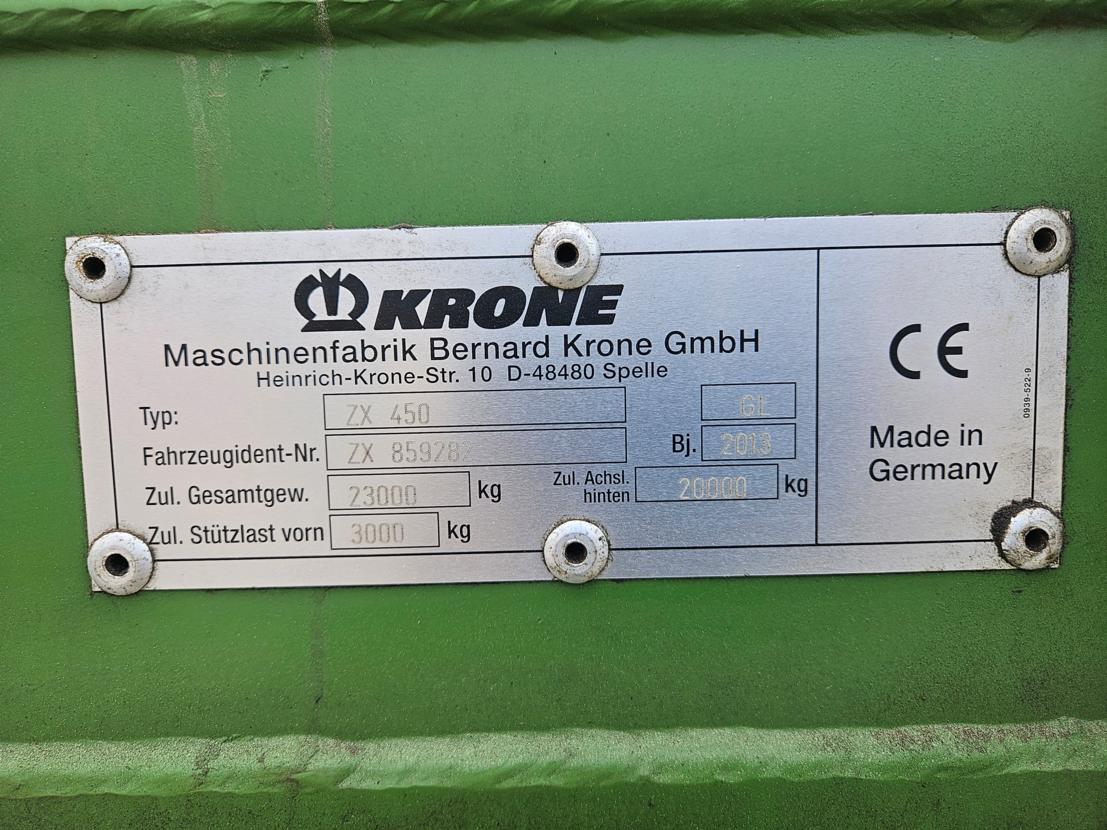 KRONE
Maschinenfabrik Bernard Krone GmbH
Heinrich-Krone-Str. 10 D-48480 Spelle
Typ: ZX 450 GL
Fahrzeugident-Nr. ZX Bj. 2013
Zul. Gesamtgew. 23000 kg Zul. Achsl. hinten 20000 kg
Zul. Stützlast vorn 3000 kg
CE
Made in
Germany
0939-522-9